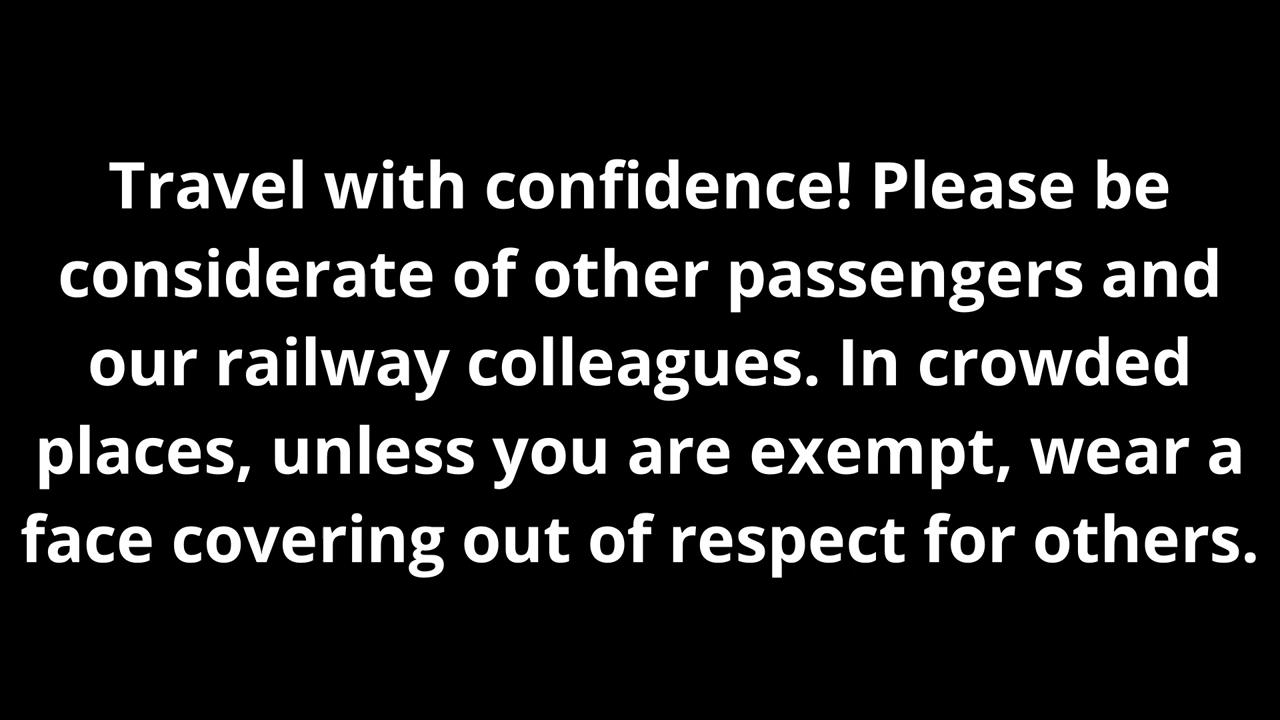 Travel with confidence! Please be
considerate of other passengers and
our railway colleagues. In crowded
places, unless you are exempt, wear a
face covering out of respect for others.